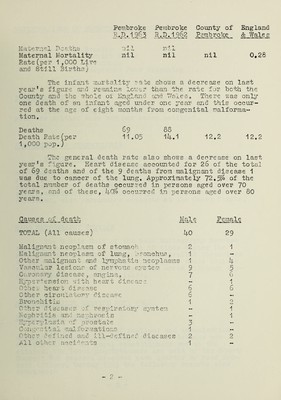 Pembroke Pembroke County of England
R.D.1963 R.D.1962 Pembroke & Wales
Maternal Deaths nil nil
Maternal Mortality nil nil nil 0.28
Rate(per 1,000 Live
and Still Births)
The infant mortality rate shows a decrease on last
year's figure and remains lower than the rate for both the
County and the whole of England and Wales. There was only
one death of an infant aged under one year and this occur-
red at the age of eight months from congenital malforma-
tion.
Deaths 69 88
Death Rate(per 11.05 14.1 12.2 12.2
1,000 pop.)
The general death rate also shows a decrease on last
year's figure. Heart disease accounted for 26 of the total
of 69 deaths and of the 9 deaths from malignant disease 1
was due to cancer of the lung. Approximately 72.5% of the
total number of deaths occurred in persons aged over 70
years, and of these, 40% occurred in persons aged over 80
years.
Causes of death Male Female
TOTAL (All causes) 40 29
Malignant neoplasm of stomach 2 1
Malignant neoplasm of lung, bronchus, 1 -
Other malignant and lymphatic neoplasms 1 4
Vascular lesions of nervous system 9 5
Coronary disease, angina, 7 6
Hypertension with heart disease - 1
Other heart disease 6 6
Other circulatory disease 6 -
Bronchitis 1 2
Other diseases of respiratory system - 1
Nephritis and nephrosis - 1
Hyperplasia of prostate 3 -
Congenital malformations 1 -
Other defined and ill-defined diseases 2 2
All other accidents 1 -
- 2 -